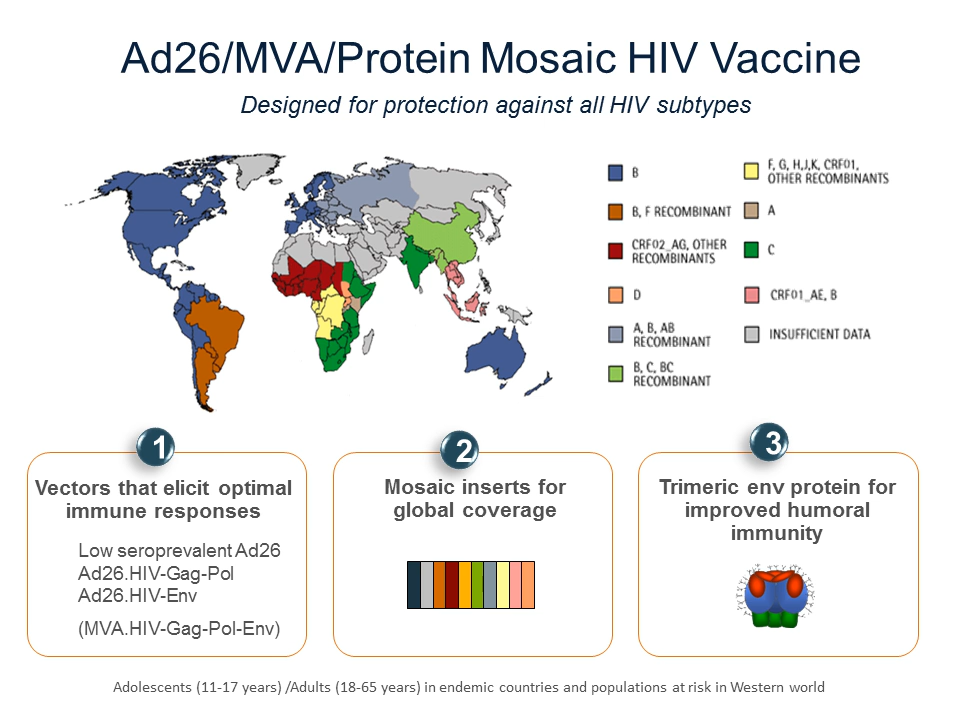 Ad26/MVA/Protein Mosaic HIV Vaccine
Designed for protection against all HIV subtypes
B
B, F RECOMBINANT
CRF02_AG, OTHER
RECOMBINANTS
D
A, B, AB
RECOMBINANT
B, C, BC
RECOMBINANT
F, G, H,J,K, CRF01,
OTHER RECOMBINANTS
A
C
CRF01_AE, B
INSUFFICIENT DATA
1
Vectors that elicit optimal
immune responses
Low seroprevalent Ad26
Ad26.HIV-Gag-Pol
Ad26.HIV-Env
(MVA.HIV-Gag-Pol-Env)
2
Mosaic inserts for
global coverage
3
Trimeric env protein for
improved humoral
immunity
Adolescents (11-17 years) /Adults (18-65 years) in endemic countries and populations at risk in Western world